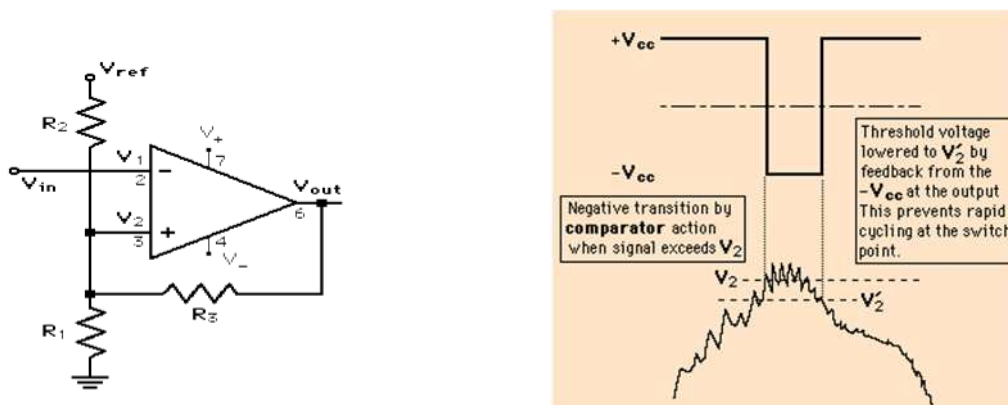 Vref
R2
V+
V1
7
Vin
2
-
Vout
V2
6
3
+
4
V-
R3
R1
+Vcc
-Vcc
Threshold voltage
lowered to V2′ by
feedback from the
-Vcc at the output
This prevents rapid
cycling at the switch
point.
Negative transition by
comparator action
when signal exceeds V2
V2
V2′